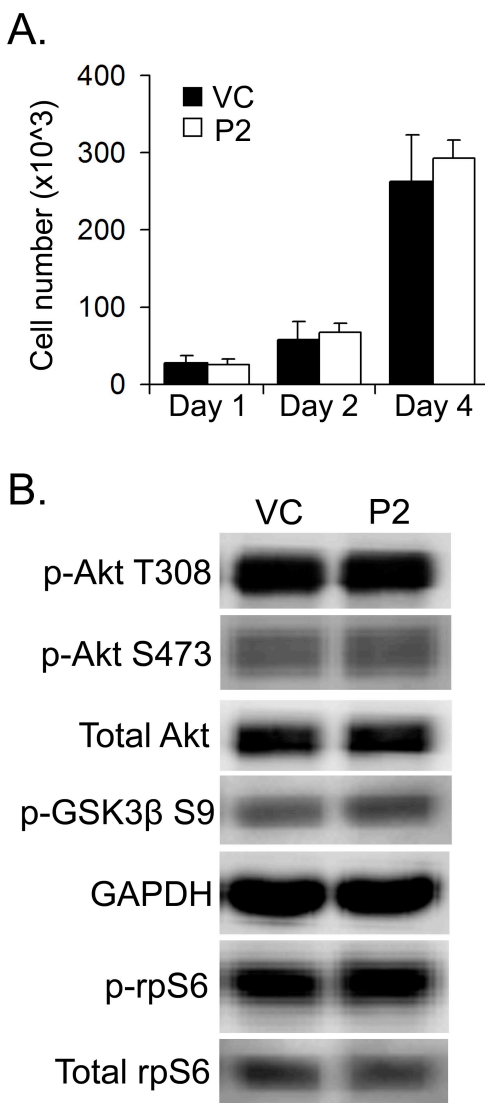 A.
Cell number (x10^3)
400
300
200
100
0
VC
P2
Day 1 Day 2 Day 4
B.
VC P2
p-Akt T308
p-Akt S473
Total Akt
p-GSK3β S9
GAPDH
p-rpS6
Total rpS6